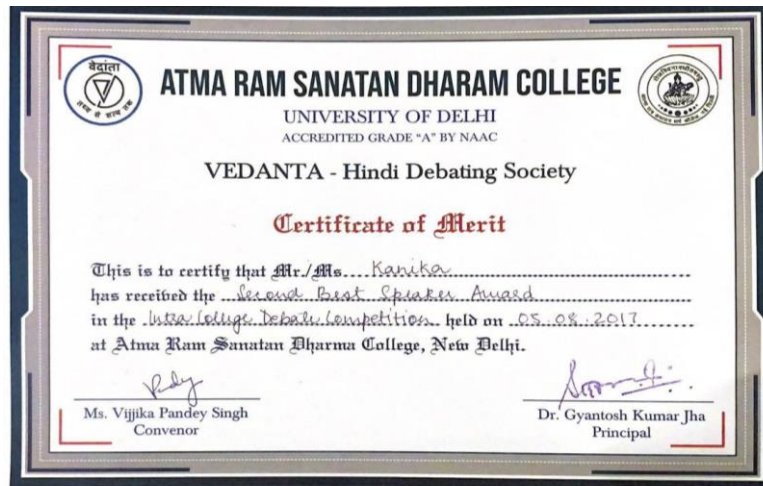 वेदांता
तथ्य से सत्य तक
ATMA RAM SANATAN DHARAM COLLEGE
UNIVERSITY OF DELHI
ACCREDITED GRADE “A” BY NAAC
VEDANTA - Hindi Debating Society
Certificate of Merit
This is to certify that Mr./Ms. Kanika
has received the Second Best Speaker Award
in the Intra College Debate Competition held on 05.08.2017
at Atma Ram Sanatan Dharma College, New Delhi.
Ms. Vijjika Pandey Singh
Convenor
Dr. Gyantosh Kumar Jha
Principal